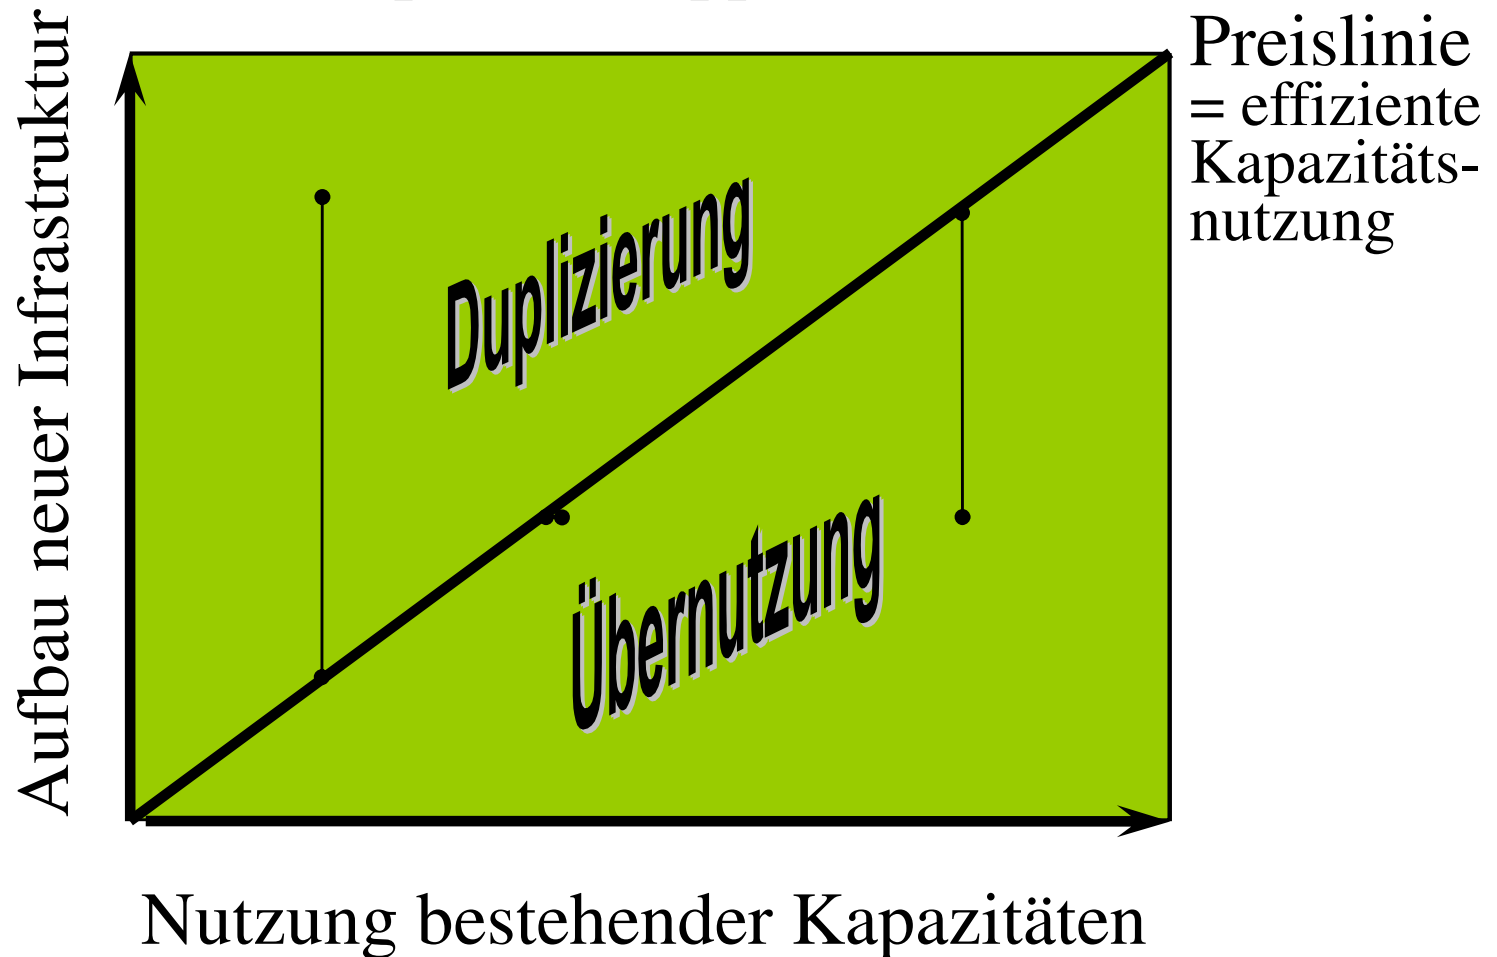 Aufbau neuer Infrastruktur
Preislinie
= effiziente
Kapazitäts-
nutzung
Duplizierung
Übernutzung
Nutzung bestehender Kapazitäten